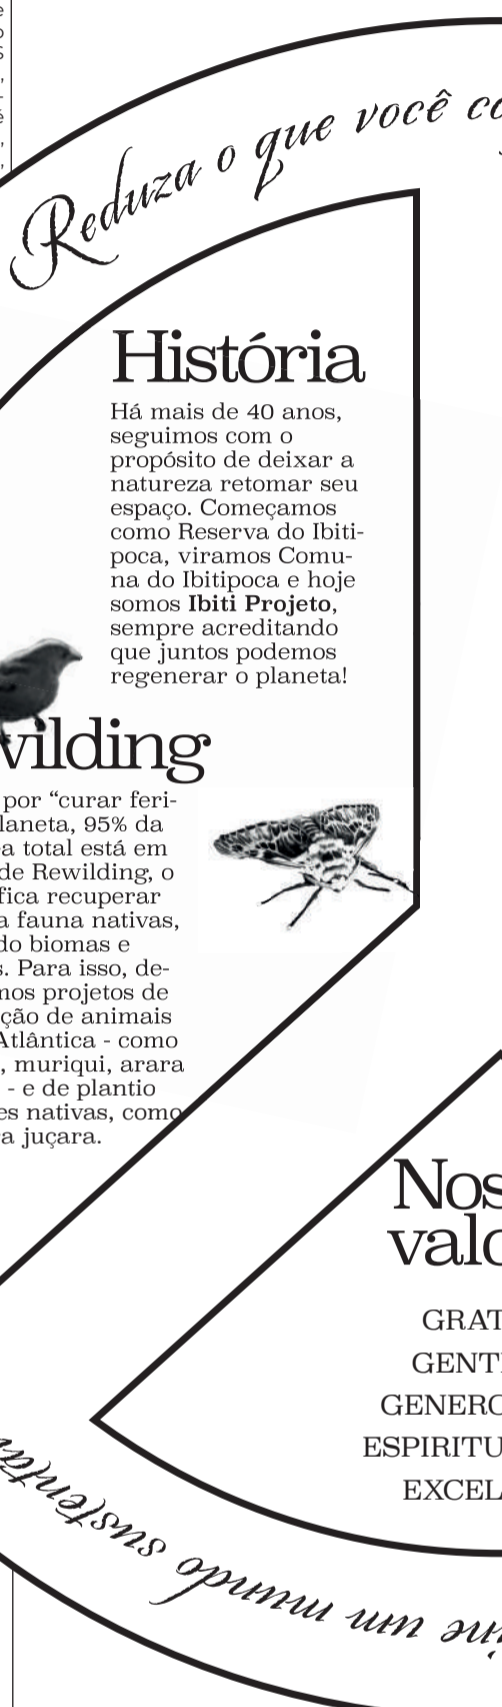 Reduza o que você
História
Há mais de 40 anos,
seguimos com o
propósito de deixar a
natureza retomar seu
espaço. Começamos
como Reserva do Ibiti-
poca, viramos Comu-
na do Ibitipoca e hoje
somos Ibiti Projeto,
sempre acreditando
que juntos podemos
regenerar o planeta!
wilding
por “curar feri-
laneta, 95% da
a total está em
de Rewilding, o
fica recuperar
a fauna nativas,
do biomas e
s. Para isso, de-
mos projetos de
ção de animais
Atlântica - como
, muriqui, arara
- e de plantio
es nativas, como
a juçara.
Nos
valo
GRAT
GENT
GENERO
ESPIRITU
EXCEL
ine um mundo sustentá